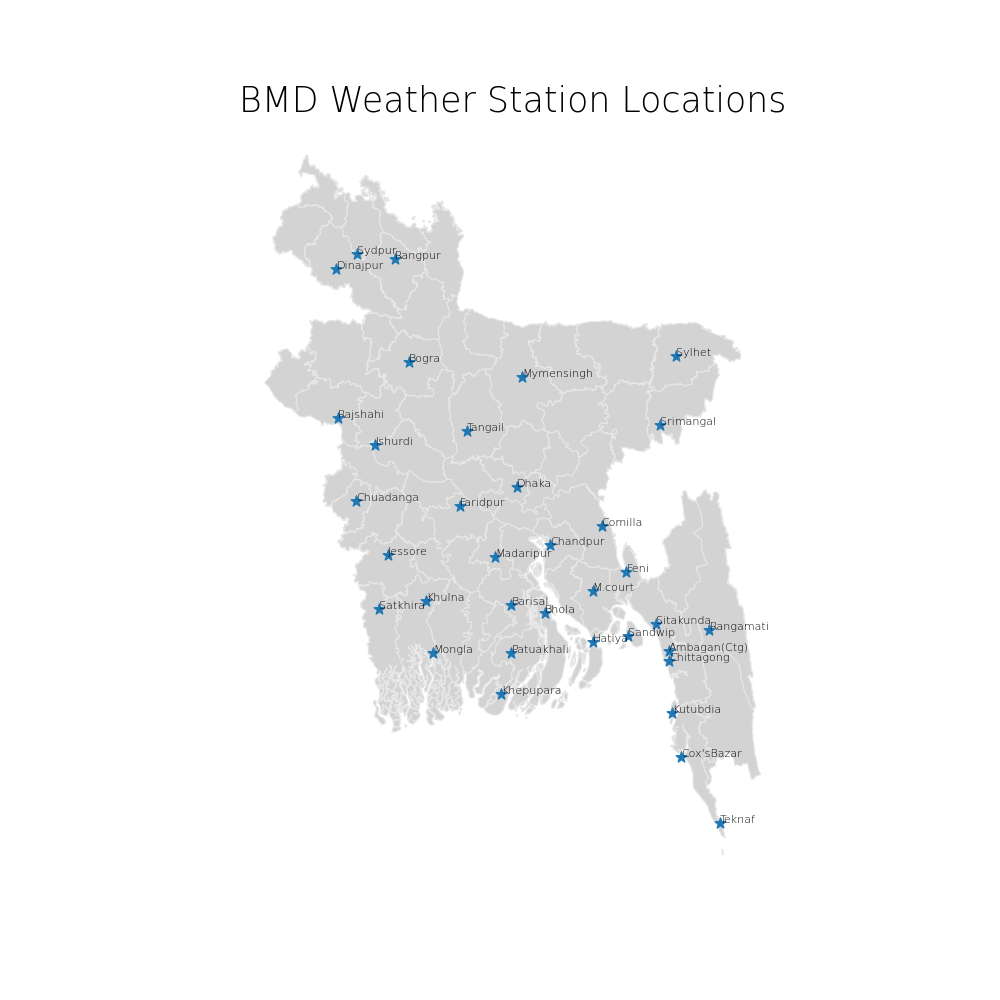 BMD Weather Station Locations
Sydpur
Rangpur
Dinajpur
Sylhet
Bogra
Mymensingh
Rajshahi
Srimangal
Tangail
Ishurdi
Dhaka
Chuadanga
Faridpur
Comilla
Chandpur
Jessore
Madaripur
Feni
M.court
Khulna
Barisal
Satkhira
Bhola
Sitakunda
Rangamati
Sandwip
Hatiya
Ambagan(Ctg)
Mongla
Patuakhali
Chittagong
Khepupara
Kutubdia
Cox'sBazar
Teknaf